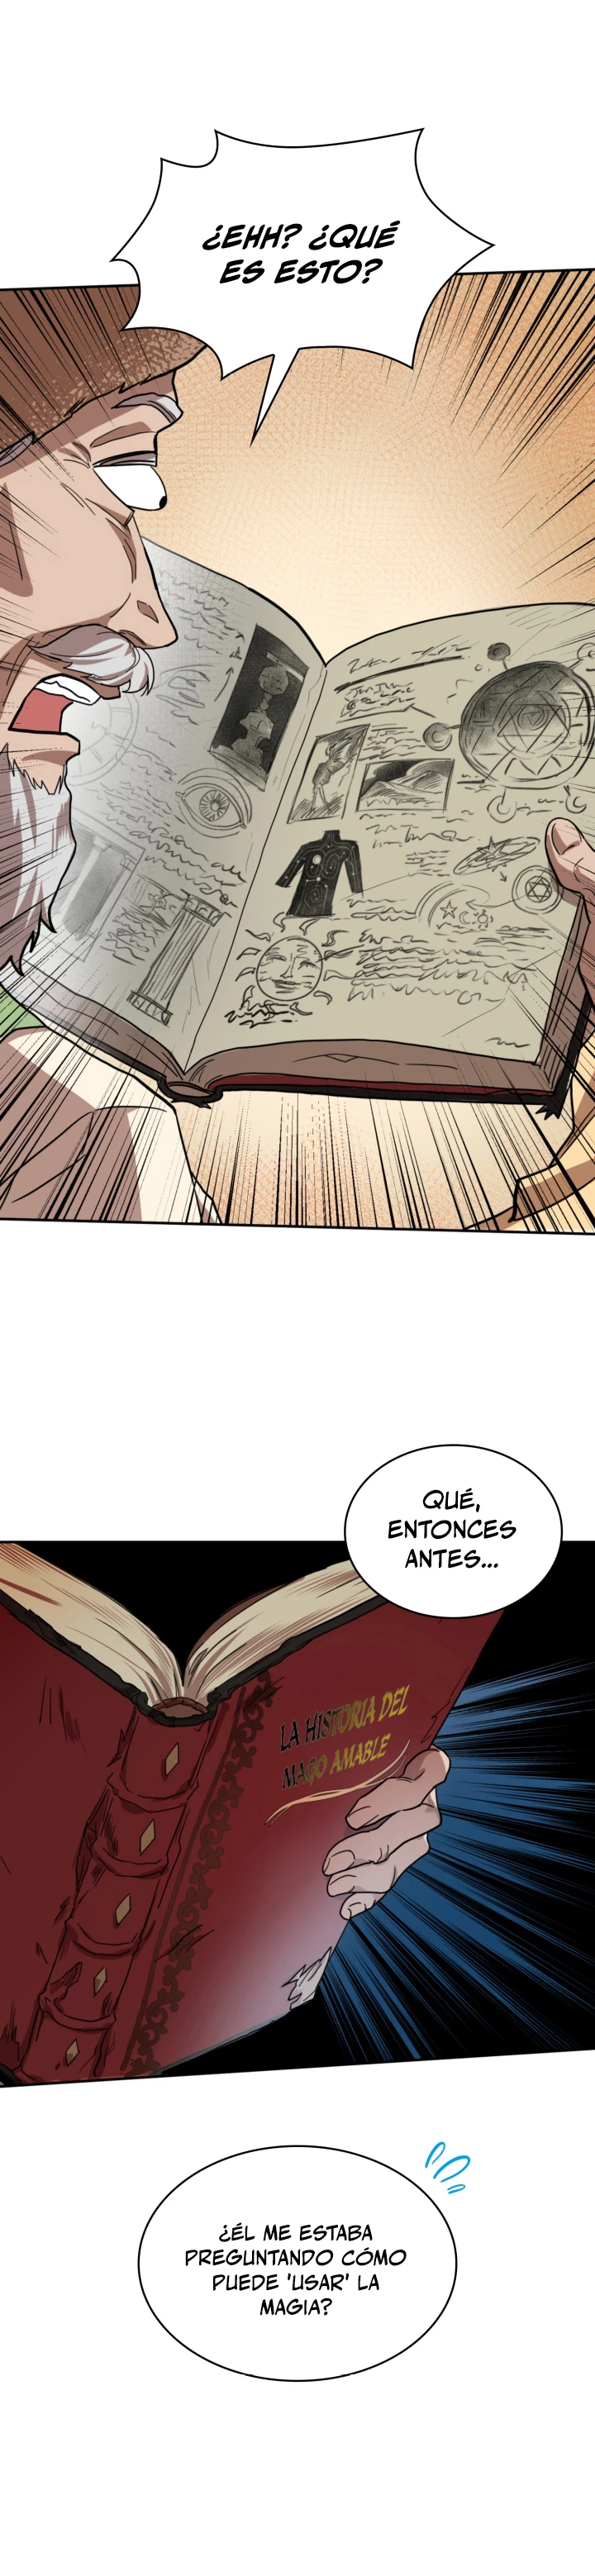 ¿EHH? ¿QUÉ
ES ESTO?
QUÉ,
ENTONCES
ANTES...
LA HISTORIA DEL
MAGO AMABLE
¿ÉL ME ESTABA
PREGUNTANDO CÓMO
PUEDE 'USAR' LA
MAGIA?